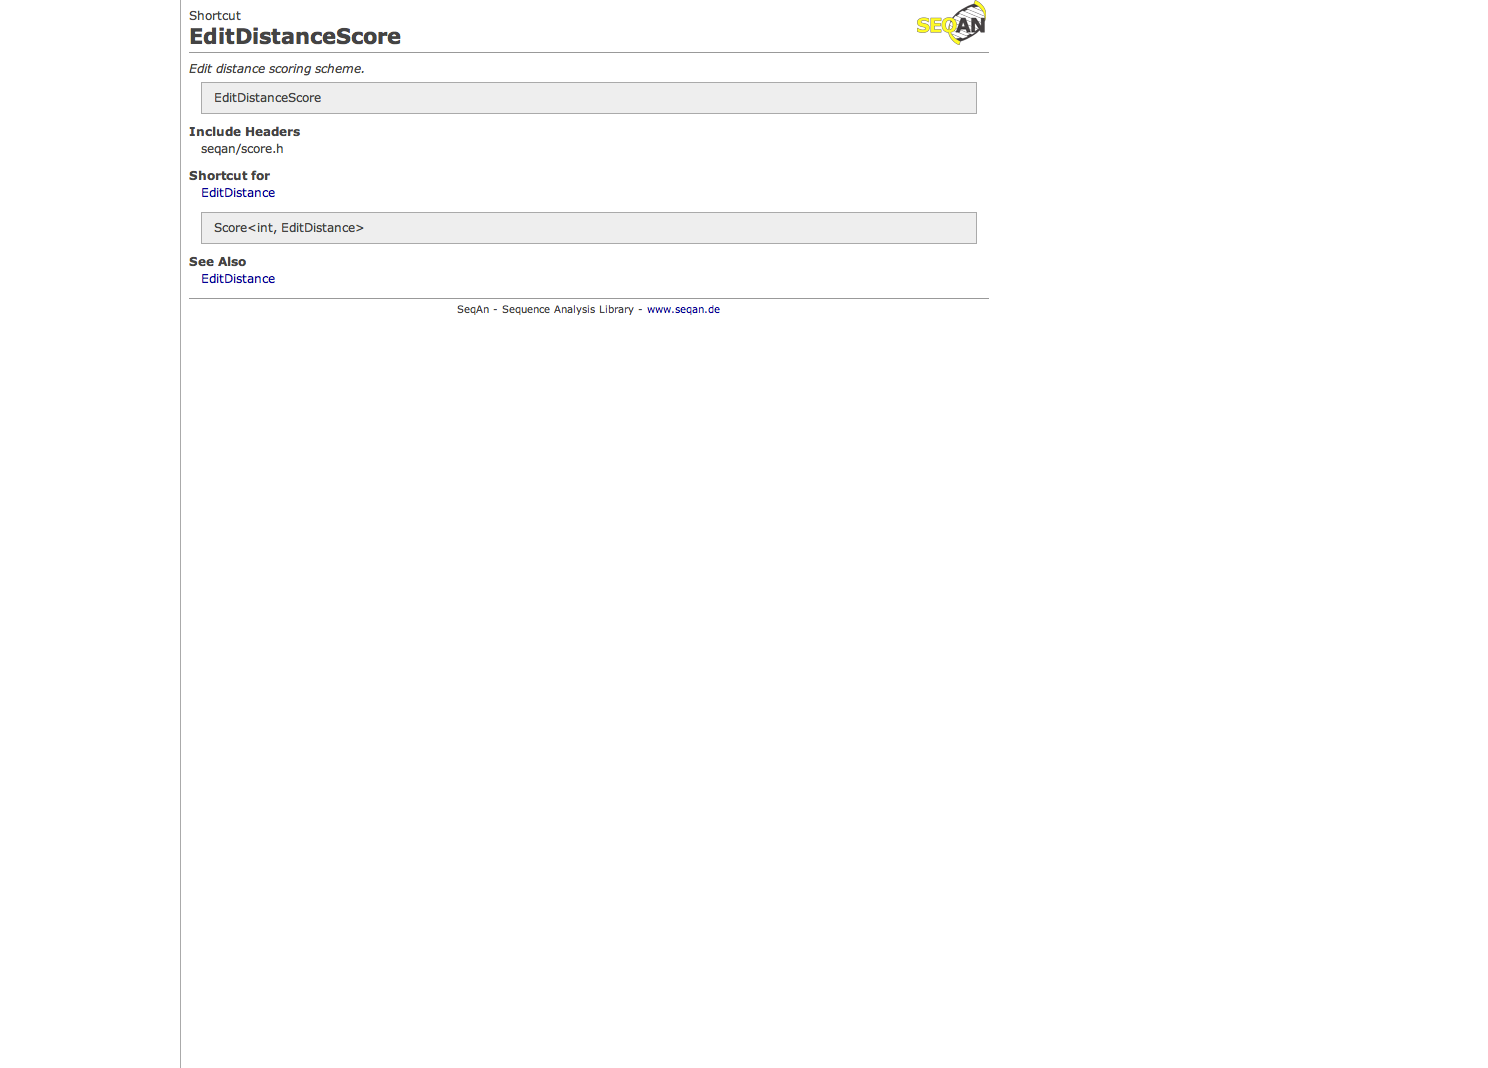 Shortcut
SEQAN
EditDistanceScore
Edit distance scoring scheme.
EditDistanceScore
Include Headers
seqan/score.h
Shortcut for
EditDistance
Score<int, EditDistance>
See Also
EditDistance
SeqAn - Sequence Analysis Library - www.seqan.de